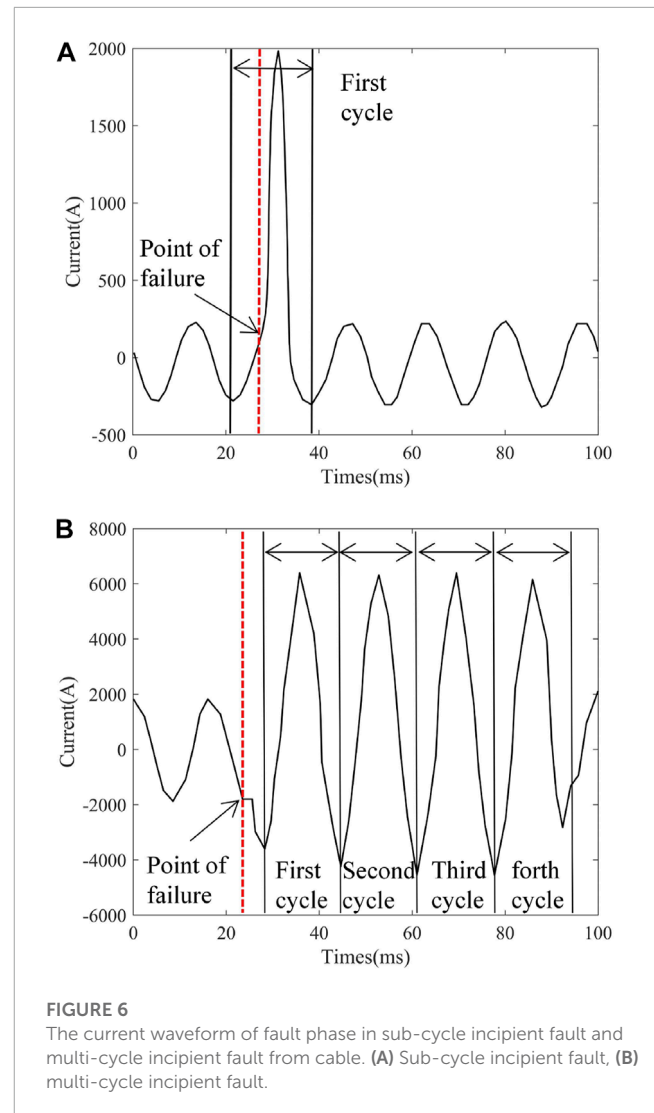 A
2000
1500
1000
500
0
-500
Current(A)
First
cycle
Point of
failure
0
20
40
60
80
100
Times(ms)
B
8000
6000
4000
2000
0
-2000
-4000
-6000
Current(A)
Point of
failure
First
cycle
Second
cycle
Third
cycle
forth
cycle
0
20
40
60
80
100
Times(ms)
FIGURE 6
The current waveform of fault phase in sub-cycle incipient fault and
multi-cycle incipient fault from cable. (A) Sub-cycle incipient fault, (B)
multi-cycle incipient fault.